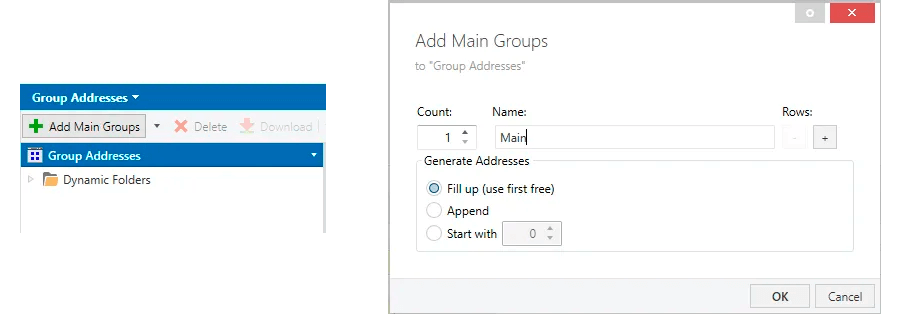 Group Addresses
Add Main Groups
Delete
Download
Group Addresses
Dynamic Folders
Add Main Groups
to "Group Addresses"
Count:
Name:
Rows:
1
Main
-
+
Generate Addresses
Fill up (use first free)
Append
Start with
0
OK
Cancel